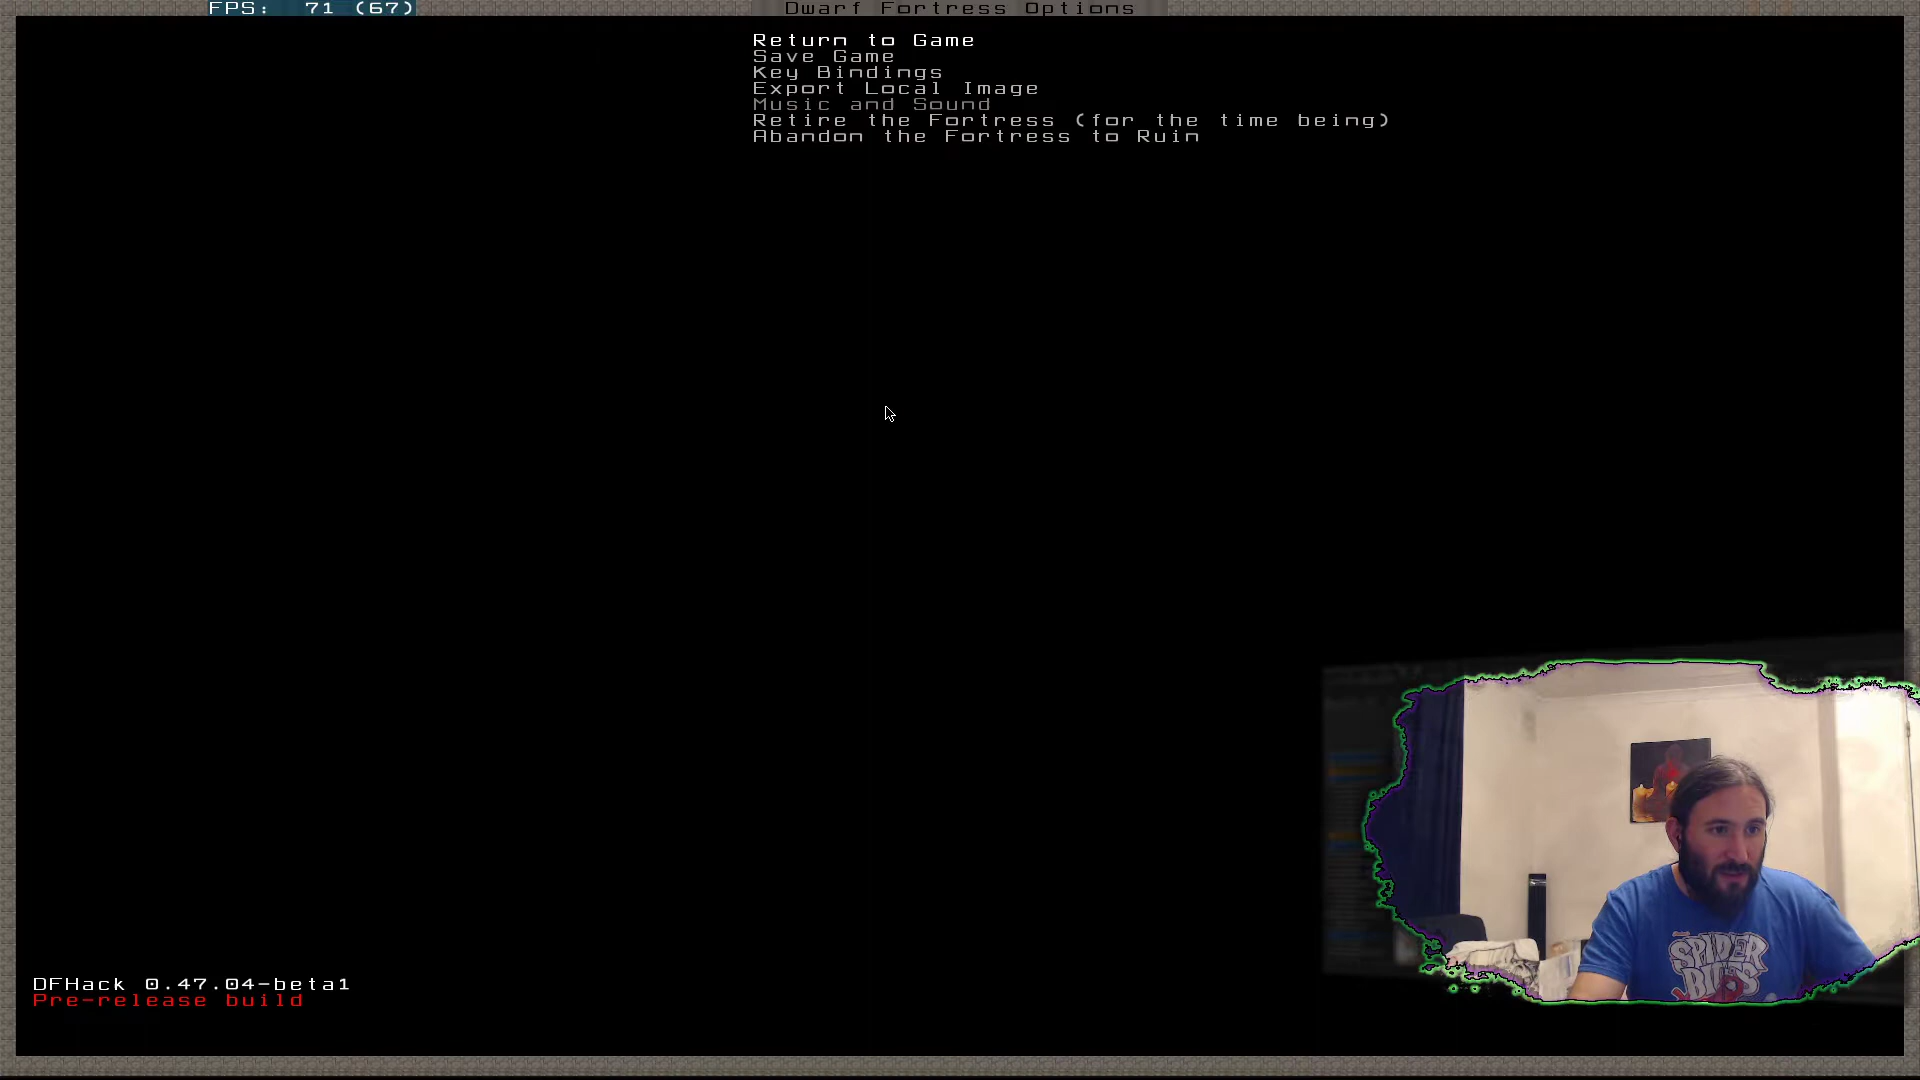 FPS: 71 (67)
Dwarf Fortress Options
Return to Game
Save Game
Key Bindings
Export Local Image
Music and Sound
Retire the Fortress (for the time being)
Abandon the Fortress to Ruin
SPIDER
DFHack 0.47.04-beta1
Pre-release build